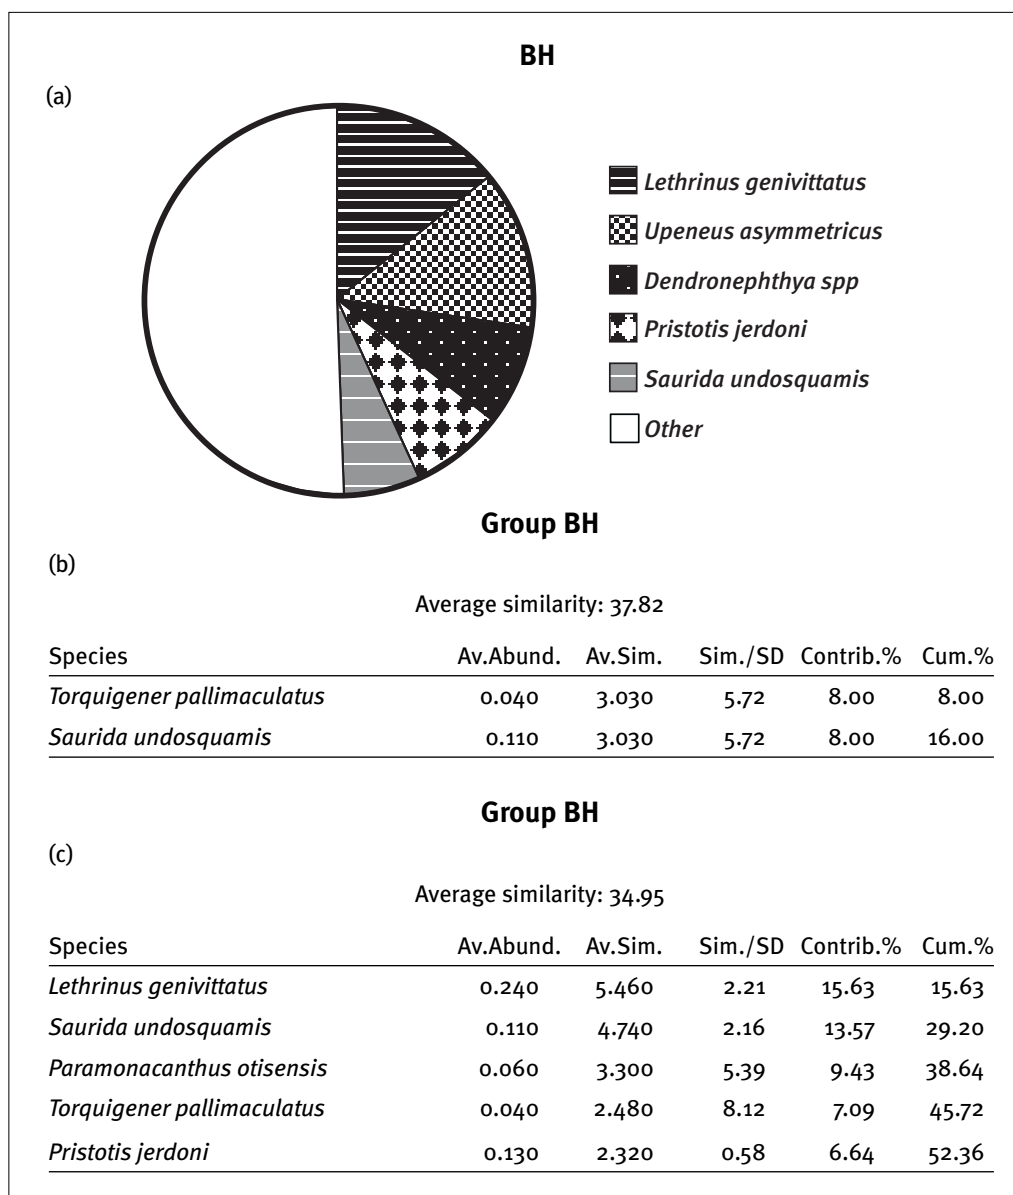 BH
(a)
Lethrinus genivittatus
Upeneus asymmetricus
Dendronephthya spp
Pristotis jerdoni
Saurida undosquamis
Other
Group BH
(b)
Average similarity: 37.82
Species Av.Abund. Av.Sim. Sim./SD Contrib.% Cum.%
Torquigener pallimaculatus 0.040 3.030 5.72 8.00 8.00
Saurida undosquamis 0.110 3.030 5.72 8.00 16.00
Group BH
(c)
Average similarity: 34.95
Species Av.Abund. Av.Sim. Sim./SD Contrib.% Cum.%
Lethrinus genivittatus 0.240 5.460 2.21 15.63 15.63
Saurida undosquamis 0.110 4.740 2.16 13.57 29.20
Paramonacanthus otisensis 0.060 3.300 5.39 9.43 38.64
Torquigener pallimaculatus 0.040 2.480 8.12 7.09 45.72
Pristotis jerdoni 0.130 2.320 0.58 6.64 52.36